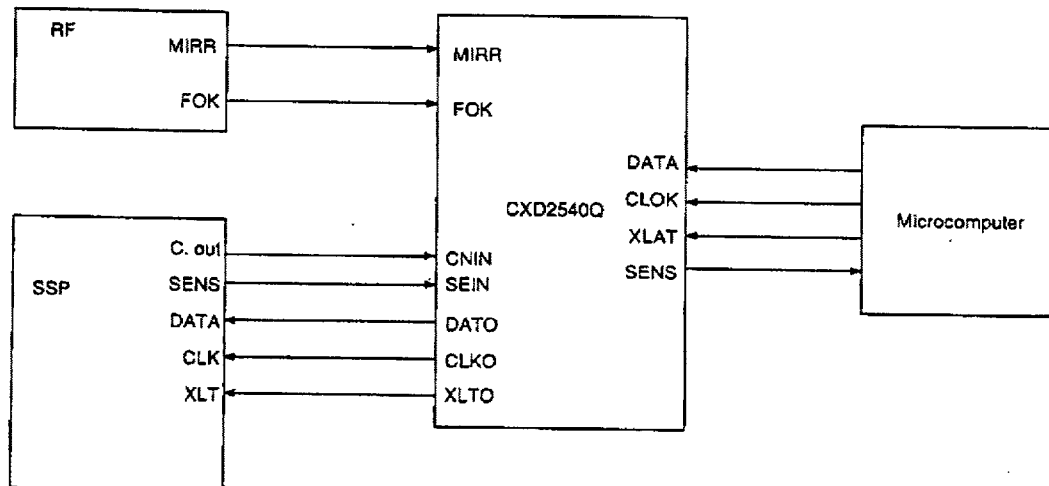 RF
MIRR
FOK
SSP
C. out
SENS
DATA
CLK
XLT
MIRR
FOK
CXD2540Q
CNIN
SEIN
DATO
CLKO
XLTO
DATA
CLOK
XLAT
SENS
Microcomputer